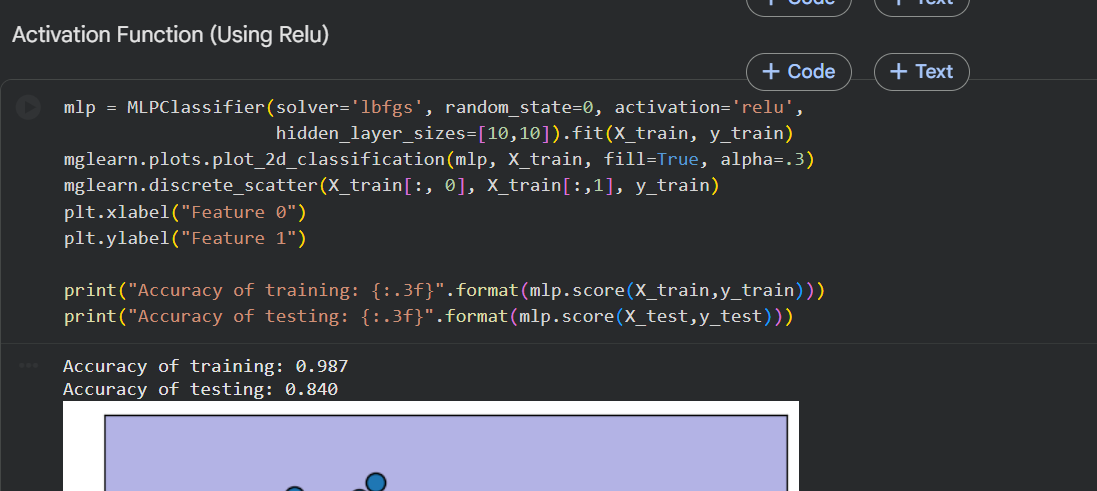 + Code + Text
Activation Function (Using Relu)
+ Code + Text
mlp = MLPClassifier(solver='lbfgs', random_state=0, activation='relu',
hidden_layer_sizes=[10,10]).fit(X_train, y_train)
mglearn.plots.plot_2d_classification(mlp, X_train, fill=True, alpha=.3)
mglearn.discrete_scatter(X_train[:, 0], X_train[:,1], y_train)
plt.xlabel("Feature 0")
plt.ylabel("Feature 1")
print("Accuracy of training: {:.3f}".format(mlp.score(X_train,y_train)))
print("Accuracy of testing: {:.3f}".format(mlp.score(X_test,y_test)))
Accuracy of training: 0.987
Accuracy of testing: 0.840